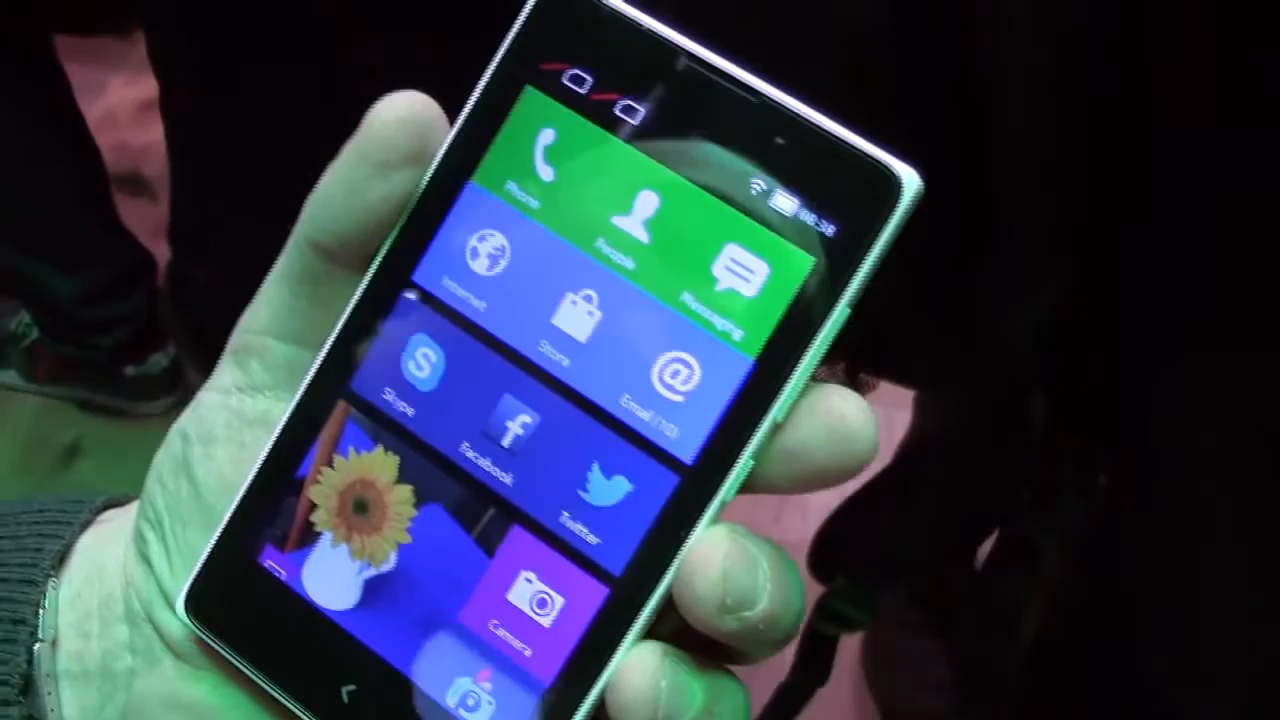 08:38
Phone
People
Messaging
Internet
Store
Email (10)
Skype
Facebook
Twitter
Camera